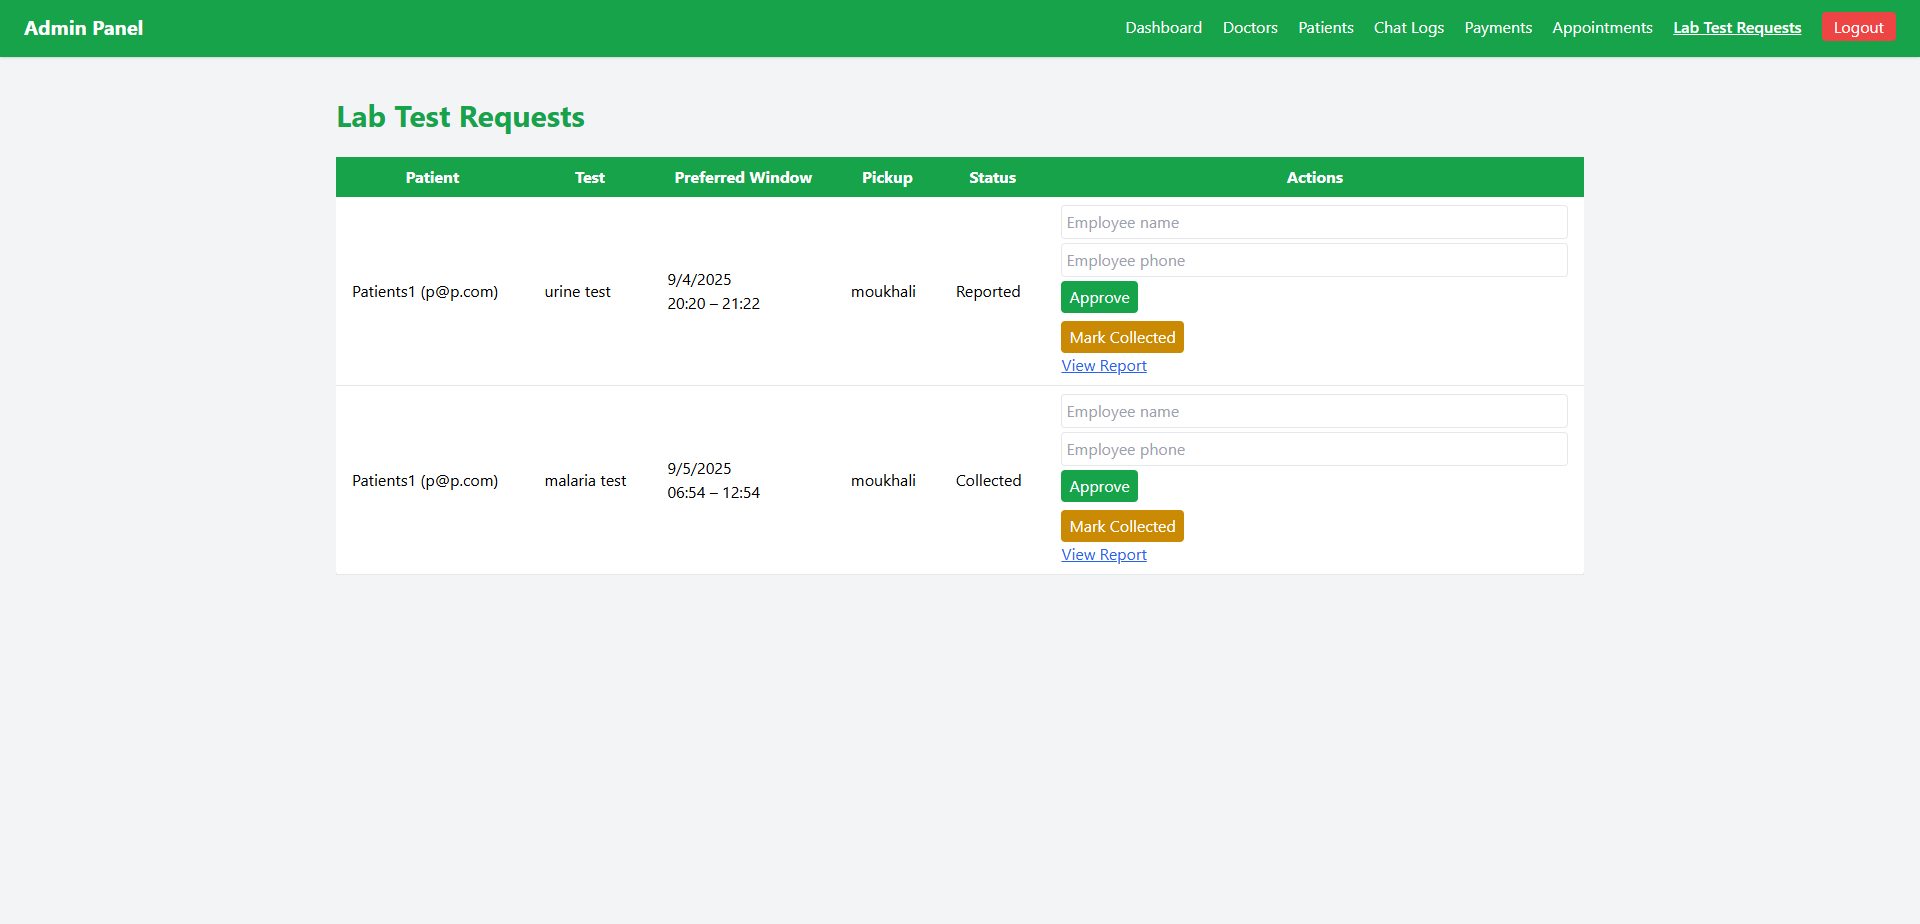 Admin Panel
Dashboard Doctors Patients Chat Logs Payments Appointments Lab Test Requests Logout
Lab Test Requests
Patient Test Preferred Window Pickup Status Actions
Patients1 (p@p.com) urine test 9/4/2025 moukhali Reported
20:20 – 21:22
Employee name
Employee phone
Approve
Mark Collected
View Report
Patients1 (p@p.com) malaria test 9/5/2025 moukhali Collected
06:54 – 12:54
Employee name
Employee phone
Approve
Mark Collected
View Report